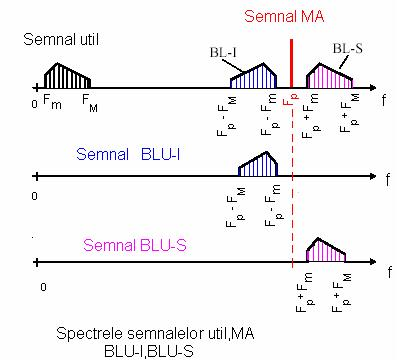 Semnal MA
Semnal util
BL-I
BL-S
0
Fm
FM
Fp - FM
Fp - Fm
Fp
Fp+Fm
Fp+FM
f
Semnal BLU-I
0
Fp - FM
Fp - Fm
f
Semnal BLU-S
0
Fp+Fm
Fp+FM
f
Spectrele semnalelor util,MA
BLU-I,BLU-S